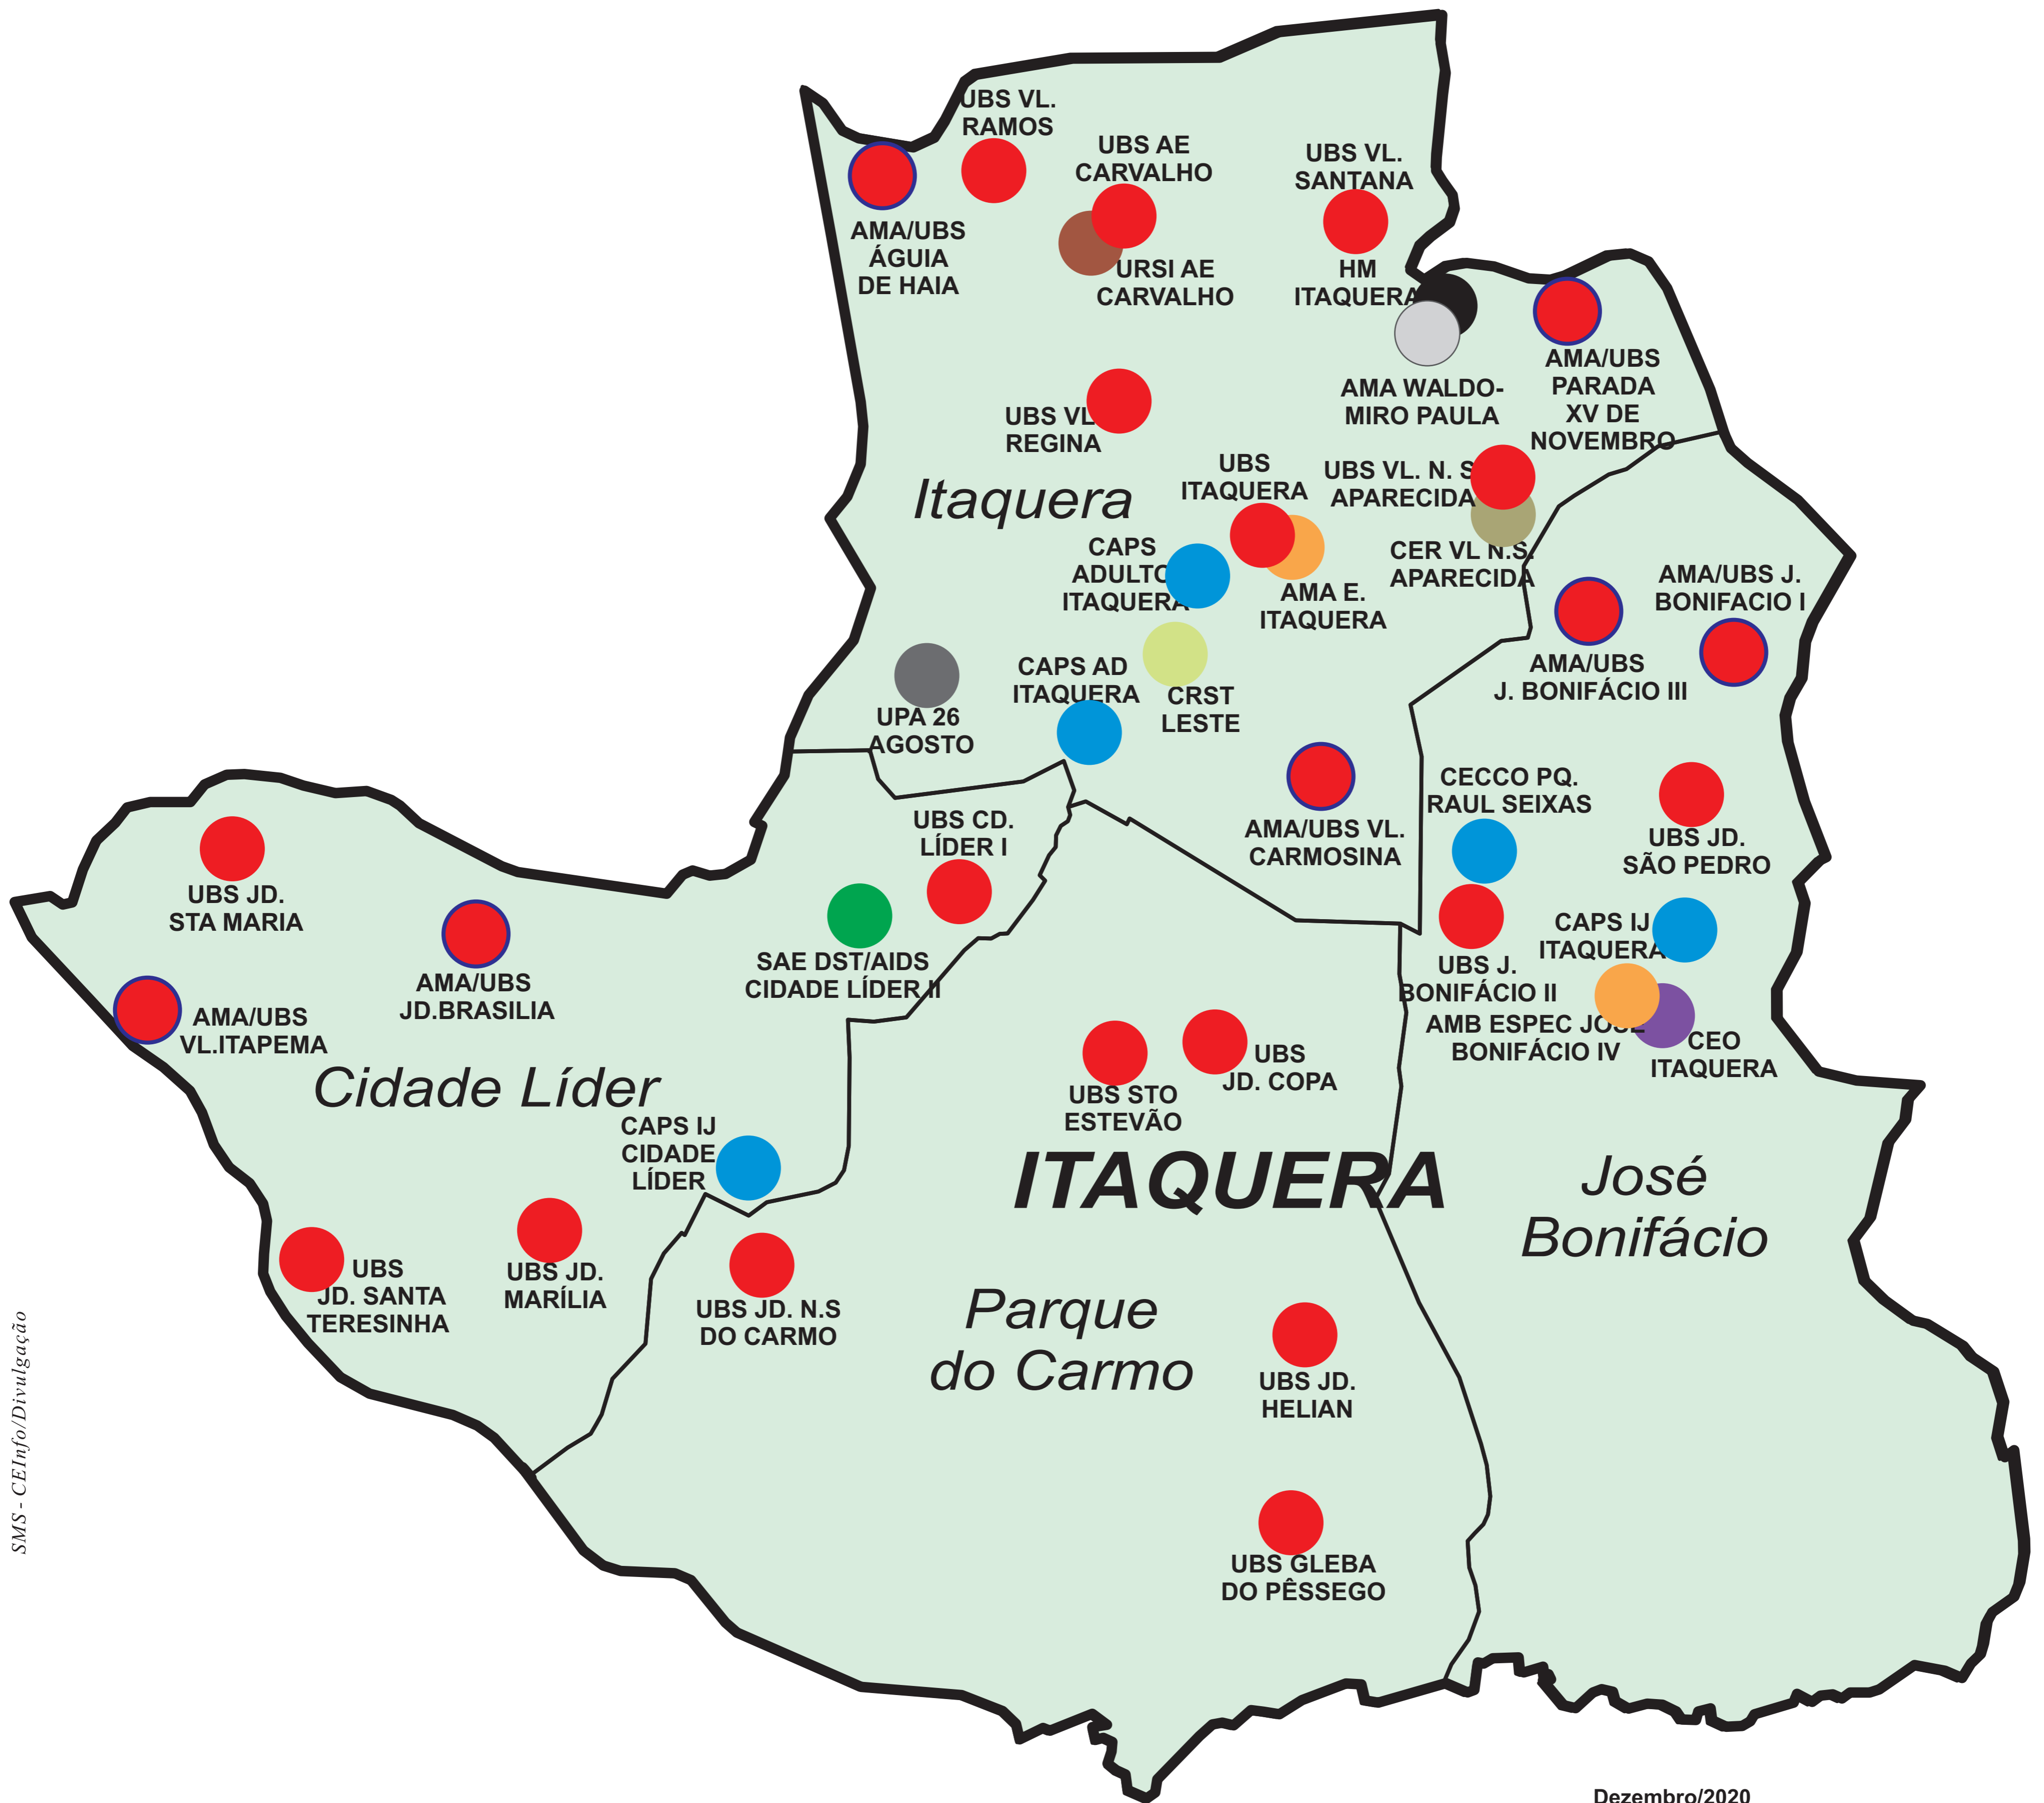 UBS VL.
RAMOS
UBS AE
CARVALHO
UBS VL.
SANTANA
AMA/UBS
ÁGUIA
DE HAIA
URSI AE
CARVALHO
HM
ITAQUERA
AMA WALDO-
MIRO PAULA
AMA/UBS
PARADA
XV DE
NOVEMBRO
UBS VL
REGINA
Itaquera
UBS
ITAQUERA
UBS VL. N. S
APARECIDA
CAPS
ADULTO
ITAQUERA
AMA E.
ITAQUERA
CER VL N.S.
APARECIDA
AMA/UBS J.
BONIFACIO I
AMA/UBS
J. BONIFÁCIO III
UPA 26
AGOSTO
CAPS AD
ITAQUERA
CRST
LESTE
AMA/UBS VL.
CARMOSINA
CECCO PQ.
RAUL SEIXAS
UBS JD.
SÃO PEDRO
UBS CD.
LÍDER I
UBS JD.
STA MARIA
AMA/UBS
JD.BRASILIA
SAE DST/AIDS
CIDADE LÍDER II
UBS J.
BONIFÁCIO II
CAPS IJ
ITAQUERA
AMB ESPEC JOSÉ
BONIFÁCIO IV
CEO
ITAQUERA
AMA/UBS
VL.ITAPEMA
Cidade Líder
UBS STO
ESTEVÃO
UBS
JD. COPA
CAPS IJ
CIDADE
LÍDER
ITAQUERA
José
Bonifácio
UBS
JD. SANTA
TERESINHA
UBS JD.
MARÍLIA
UBS JD. N.S
DO CARMO
Parque
do Carmo
UBS JD.
HELIAN
UBS GLEBA
DO PÊSSEGO
SMS - CEInfo/Divulgação
Dezembro/2020